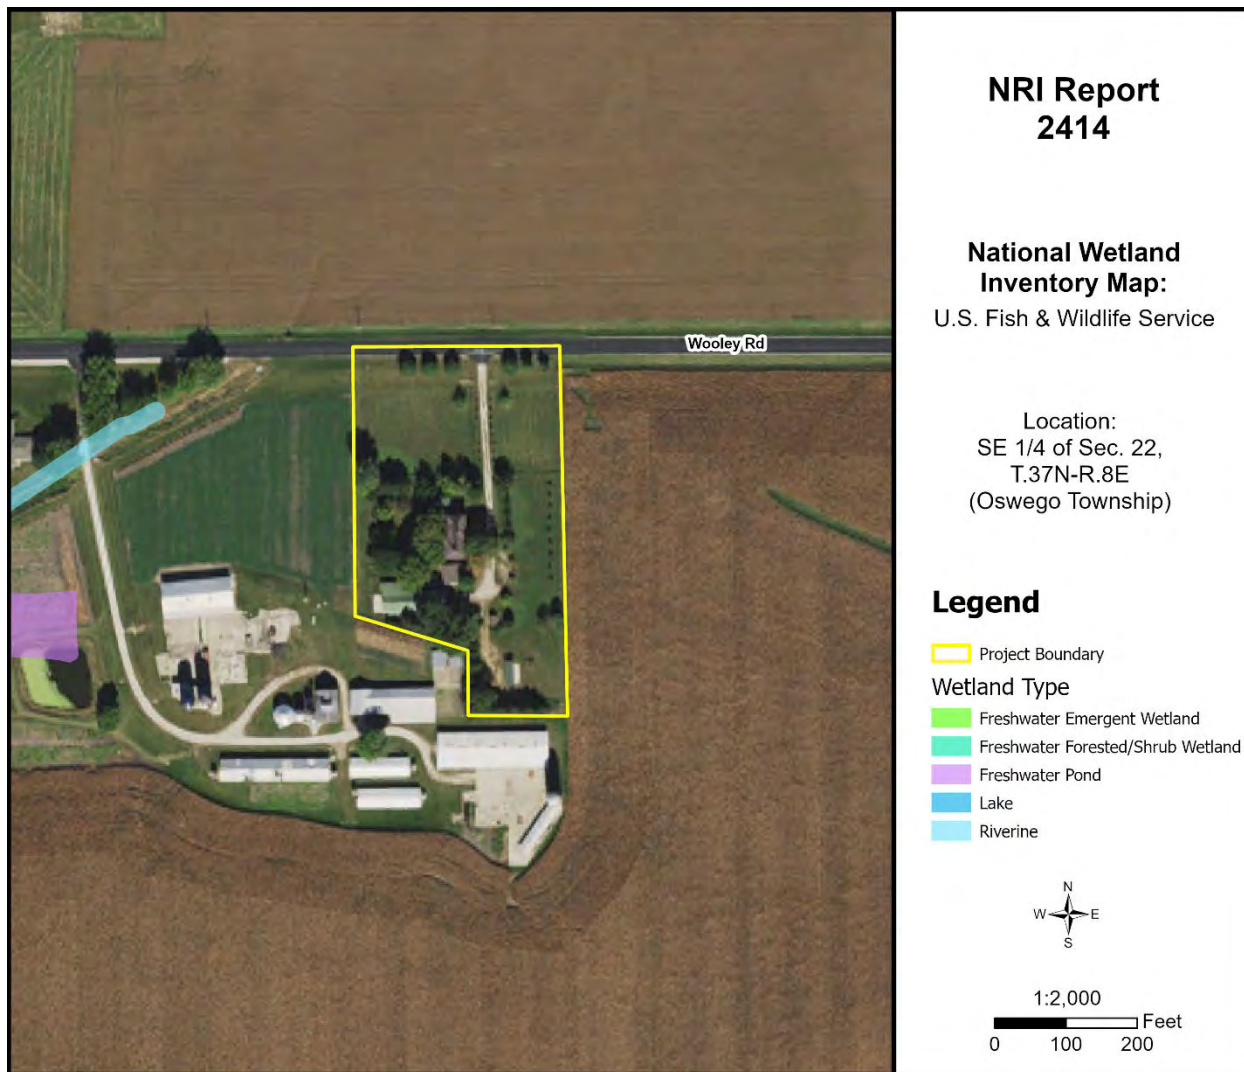 NRI Report
2414
National Wetland
Inventory Map:
U.S. Fish & Wildlife Service
Wooley Rd
Location:
SE 1/4 of Sec. 22,
T.37N-R.8E
(Oswego Township)
Legend
Project Boundary
Wetland Type
Freshwater Emergent Wetland
Freshwater Forested/Shrub Wetland
Freshwater Pond
Lake
Riverine
N
W E
S
1:2,000
Feet
0 100 200